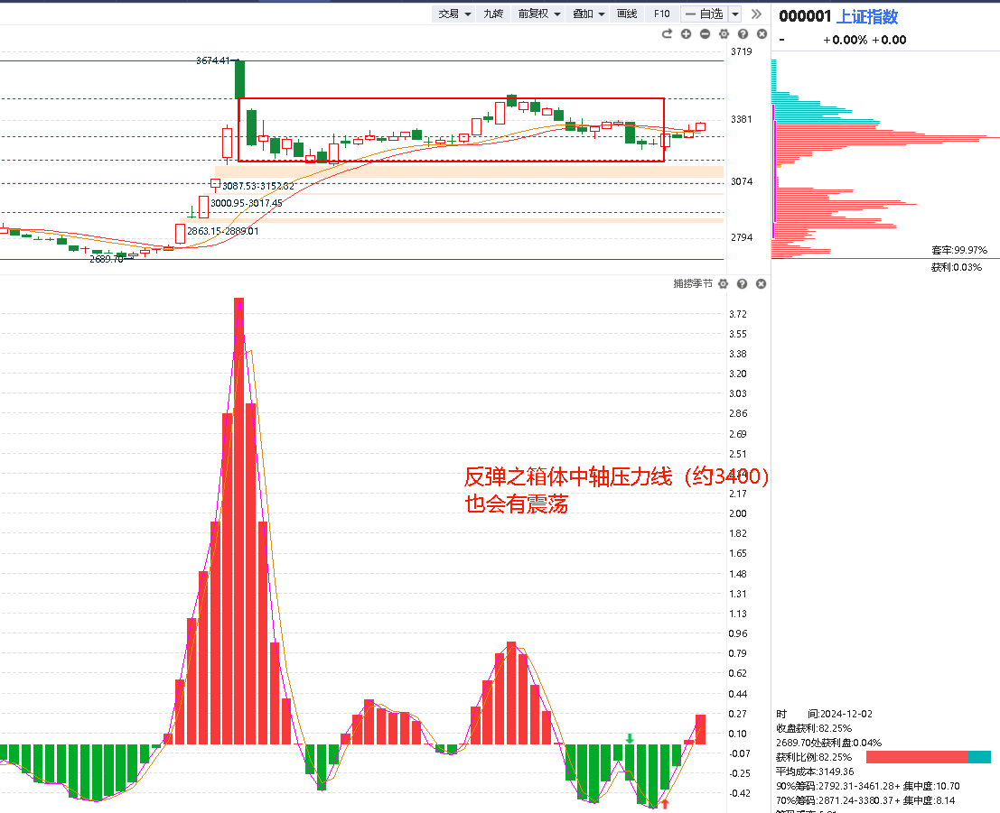 交易 九转 前复权 叠加 画线 F10 一 自选
000001 上证指数
- +0.00% +0.00
3719
3674.41
3381
3087.53-3152.82
3074
3000.95-3017.45
2863.15-2889.01
2794
2689.70
套牢:99.97%
获利:0.03%
捕捞季节
3.72
3.55
3.38
3.20
3.03
2.86
2.69
2.51
反弹之箱体中轴压力线（约3400）
也会有震荡
2.17
2.00
1.82
1.65
1.48
1.31
1.13
0.96
0.79
0.62
0.44
0.27
0.10
-0.07
-0.25
-0.42
时 间:2024-12-02
收盘获利:82.25%
2689.70处获利盘:0.04%
获利比例:82.25%
平均成本:3149.36
90%筹码:2792.31-3461.28+ 集中度:10.70
70%筹码:2871.24-3380.37+ 集中度:8.14